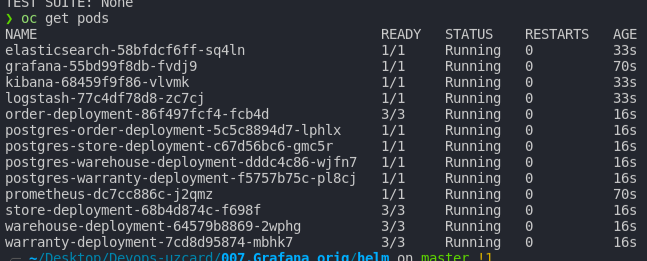 TEST SUITE: None
❯ oc get pods
NAME READY STATUS RESTARTS AGE
elasticsearch-58bfdcf6ff-sq4ln 1/1 Running 0 33s
grafana-55bd99f8db-fvdj9 1/1 Running 0 70s
kibana-68459f9f86-vlvmk 1/1 Running 0 33s
logstash-77c4df78d8-zc7cj 1/1 Running 0 33s
order-deployment-86f497fcf4-fcb4d 3/3 Running 0 16s
postgres-order-deployment-5c5c8894d7-lphlx 1/1 Running 0 16s
postgres-store-deployment-c67d56bc6-gmc5r 1/1 Running 0 16s
postgres-warehouse-deployment-dddc4c86-wjfn7 1/1 Running 0 16s
postgres-warranty-deployment-f5757b75c-pl8cj 1/1 Running 0 16s
prometheus-dc7cc886c-j2qmz 1/1 Running 0 70s
store-deployment-68b4d874c-f698f 3/3 Running 0 16s
warehouse-deployment-64579b8869-2wphg 3/3 Running 0 16s
warranty-deployment-7cd8d95874-mbhk7 3/3 Running 0 16s
~/Desktop/Devops-uzcard/007.Grafana_orig/helm on master !1